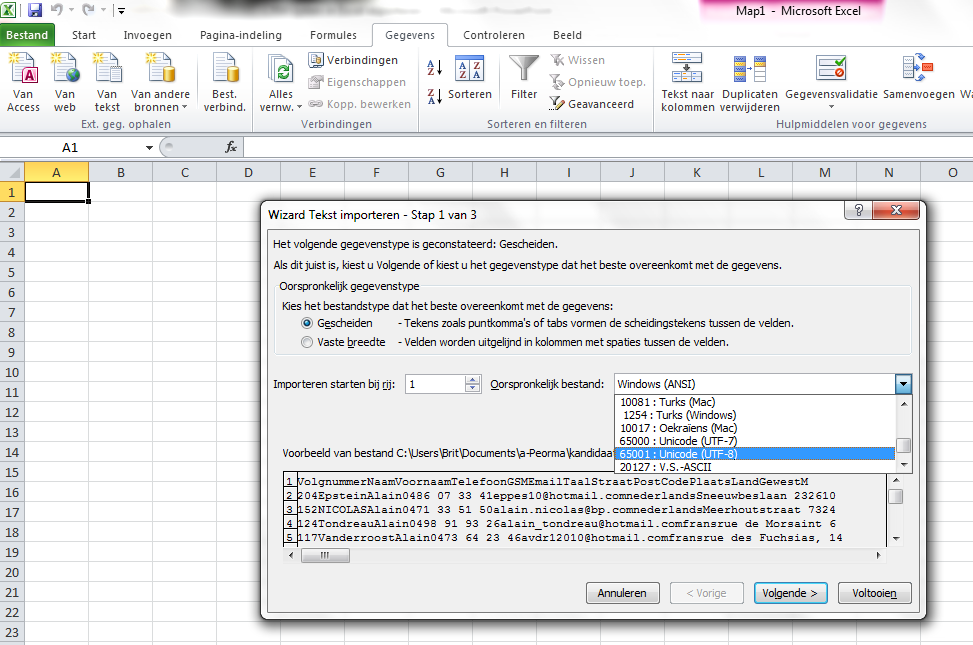 Map1 - Microsoft Excel
Bestand Start Invoegen Pagina-indeling Formules Gegevens Controleren Beeld
Van Access
Van web
Van tekst
Van andere bronnen
Best. verbind.
Alles vernw.
Verbindingen
Eigenschappen
Kopp. bewerken
Sorteren
Filter
Wissen
Opnieuw toep.
Geavanceerd
Tekst naar kolommen
Duplicaten verwijderen
Gegevensvalidatie
Samenvoegen
Wa
Ext. geg. ophalen
Verbindingen
Sorteren en filteren
Hulpmiddelen voor gegevens
A1
fx
A B C D E F G H I J K L M N O
1
2
3
4
5
6
7
8
9
10
11
12
13
14
15
16
17
18
19
20
21
22
23
Wizard Tekst importeren - Stap 1 van 3
Het volgende gegevenstype is geconstateerd: Gescheiden.
Als dit juist is, kiest u Volgende of kiest u het gegevenstype dat het beste overeenkomt met de gegevens.
Oorspronkelijk gegevenstype
Kies het bestandstype dat het beste overeenkomt met de gegevens:
Gescheiden - Tekens zoals puntkomma's of tabs vormen de scheidingstekens tussen de velden.
Vaste breedte - Velden worden uitgelijnd in kolommen met spaties tussen de velden.
Importeren starten bij rij: 1 Oorspronkelijk bestand: Windows (ANSI)
10081 : Turks (Mac)
1254 : Turks (Windows)
10017 : Oekraïens (Mac)
65000 : Unicode (UTF-7)
65001 : Unicode (UTF-8)
20127 : V.S.-ASCII
Voorbeeld van bestand C:\Users\Brit\Documents\a-Peorma\kandidaa
1 VolgnummerNaamVoornaamTelefoonGSMEmailTaalStraatPostCodePlaatsLandGewestM
2 204EpsteinAlain0486 07 33 41eppes10@hotmail.comnederlandsSneeuwbeslaan 232610
3 152NICOLASAlain0471 33 51 50alain.nicolas@bp.comnederlandsMeerhoutstraat 7324
4 124TondreauAlain0498 91 93 26alain_tondreau@hotmail.comfransrue de Morsaint 6
5 117VanderroostAlain0473 64 23 46avdr12010@hotmail.comfransrue des Fuchsias, 14
Annuleren < Vorige Volgende > Voltooien